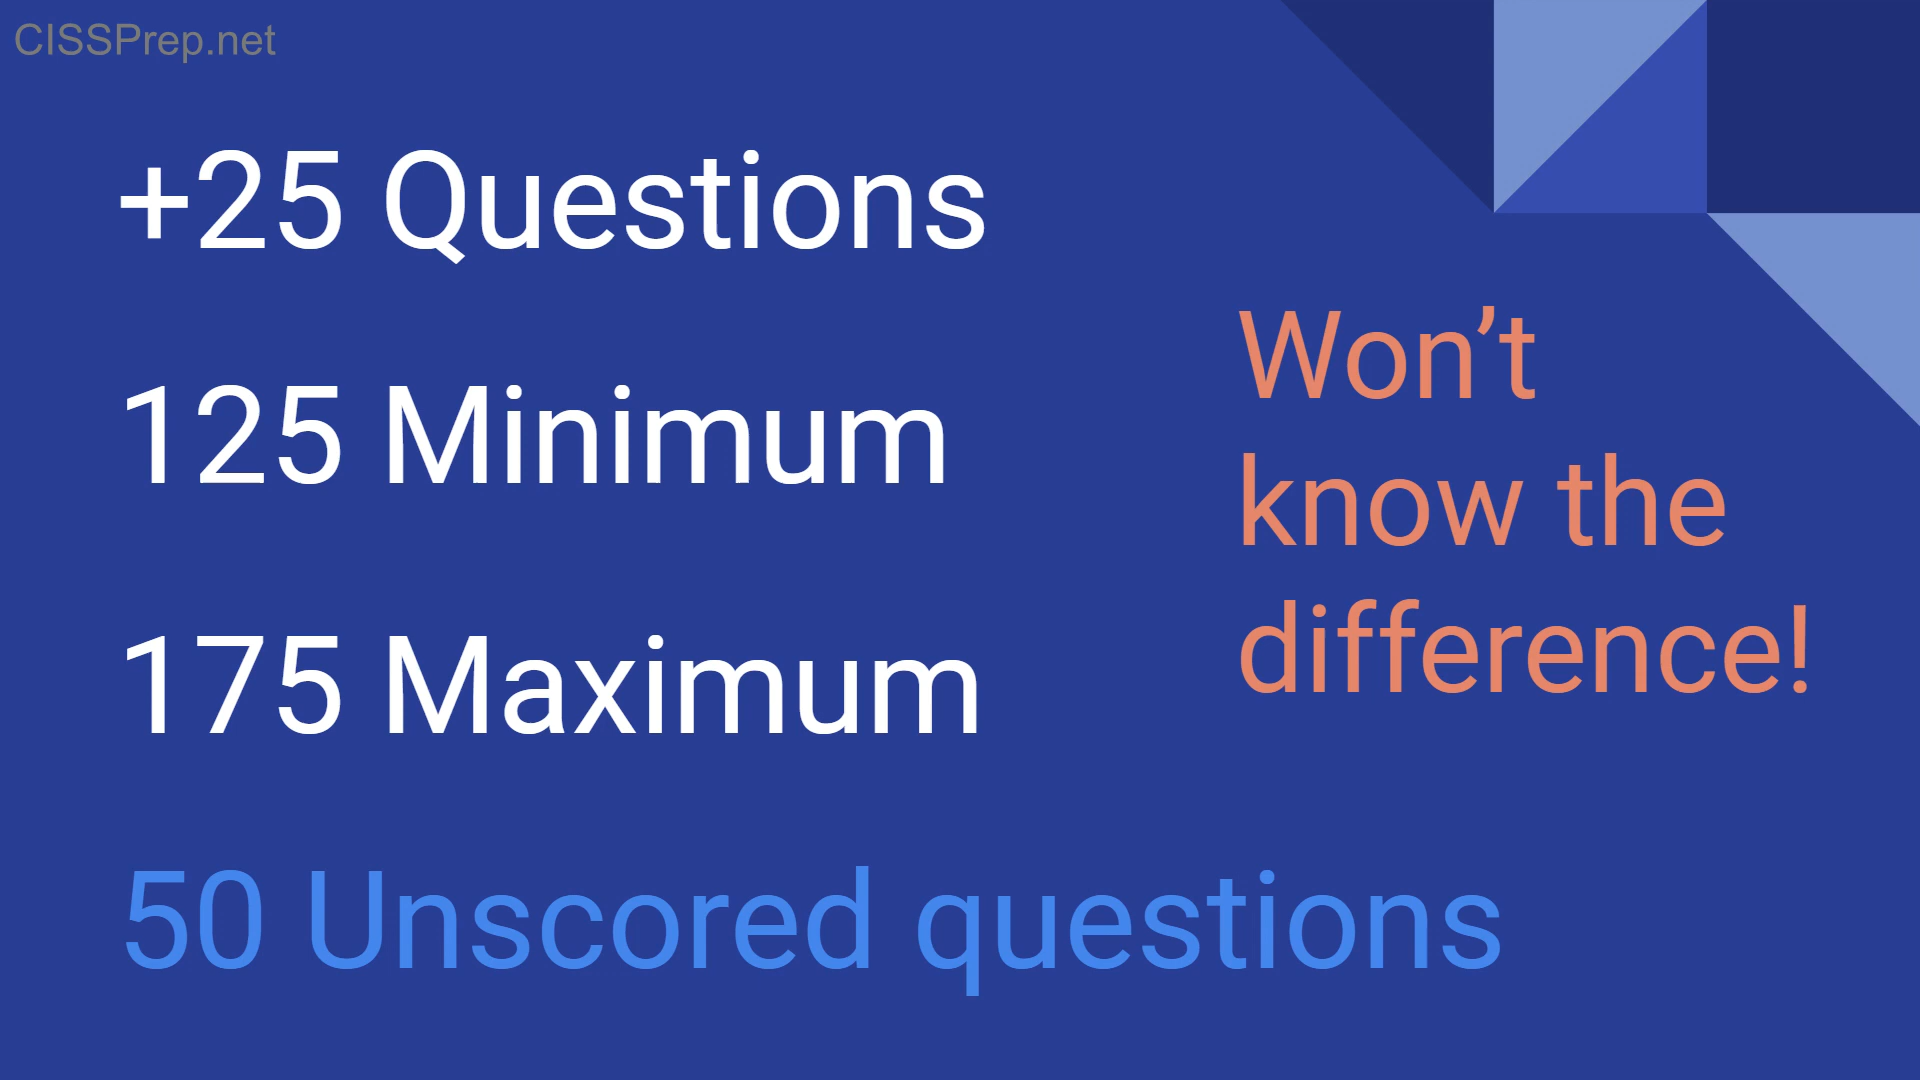 CISSPrep.net
+25 Questions
125 Minimum
175 Maximum
50 Unscored questions
Won’t
know the
difference!